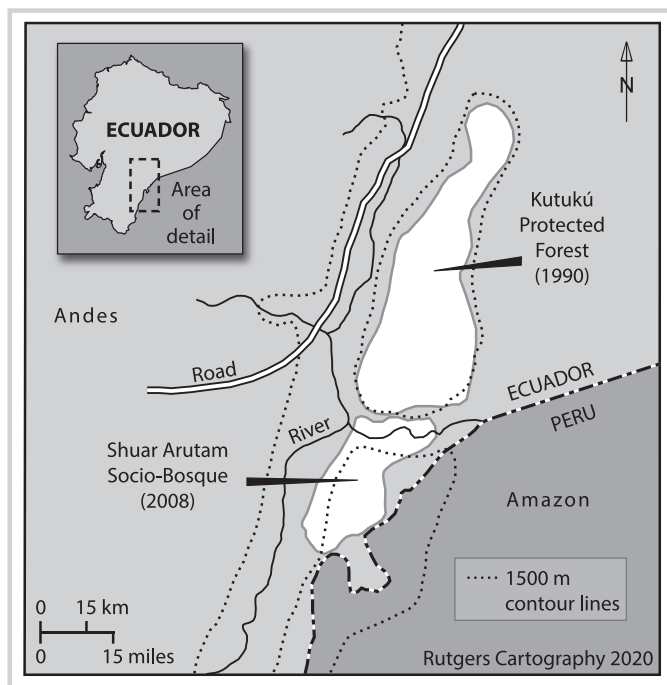 ECUADOR
Area
of
detail
N
Kutukú
Protected
Forest
(1990)
Andes
Road
ECUADOR
PERU
River
Shuar Arutam
Socio-Bosque
(2008)
Amazon
0 15 km
0 15 miles
1500 m
contour lines
Rutgers Cartography 2020